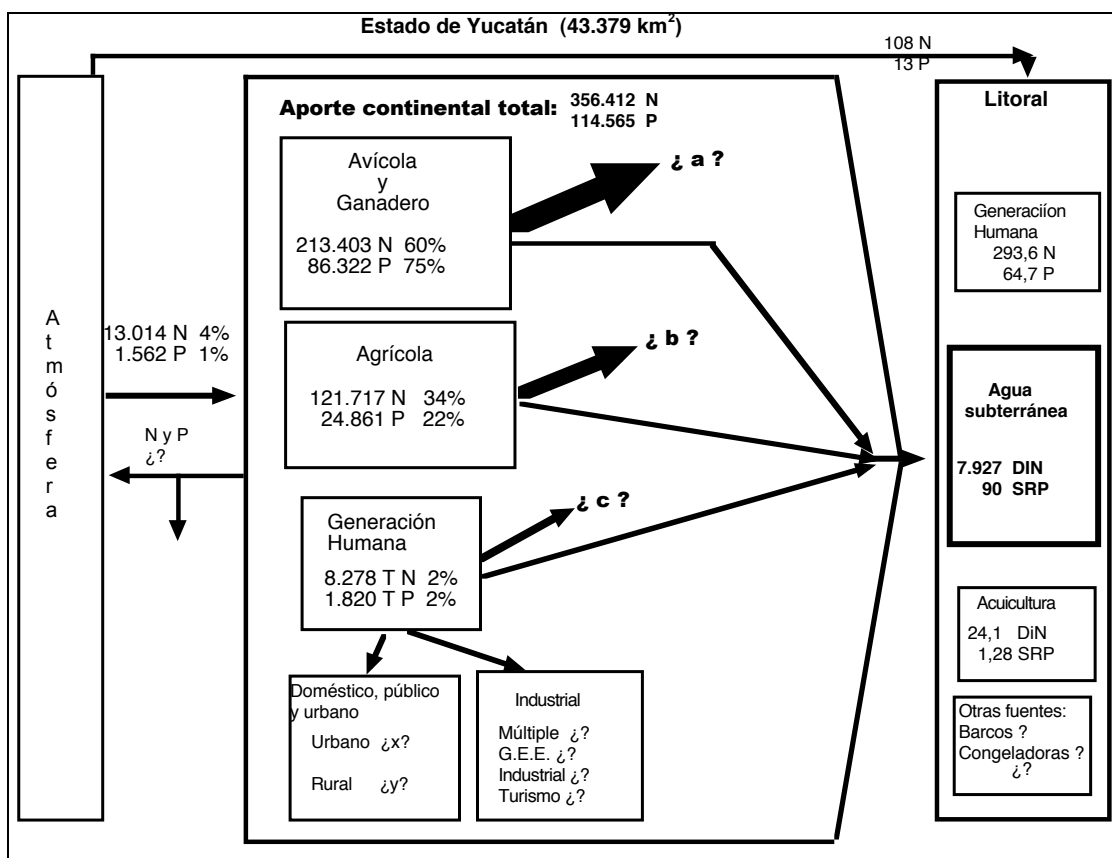 Estado de Yucatán (43.379 km²)
108 N
13 P
Atmósfera
13.014 N 4%
1.562 P 1%
N y P
¿?
Aporte continental total: 356.412 N
114.565 P
Avícola
y
Ganadero
213.403 N 60%
86.322 P 75%
¿ a ?
Agrícola
121.717 N 34%
24.861 P 22%
¿ b ?
Generación
Humana
8.278 T N 2%
1.820 T P 2%
¿ c ?
Doméstico, público
y urbano
Urbano ¿x?
Rural ¿y?
Industrial
Múltiple ¿?
G.E.E. ¿?
Industrial ¿?
Turismo ¿?
Litoral
Generaciíon
Humana
293,6 N
64,7 P
Agua
subterránea
7.927 DIN
90 SRP
Acuicultura
24,1 DiN
1,28 SRP
Otras fuentes:
Barcos ?
Congeladoras ?
¿?